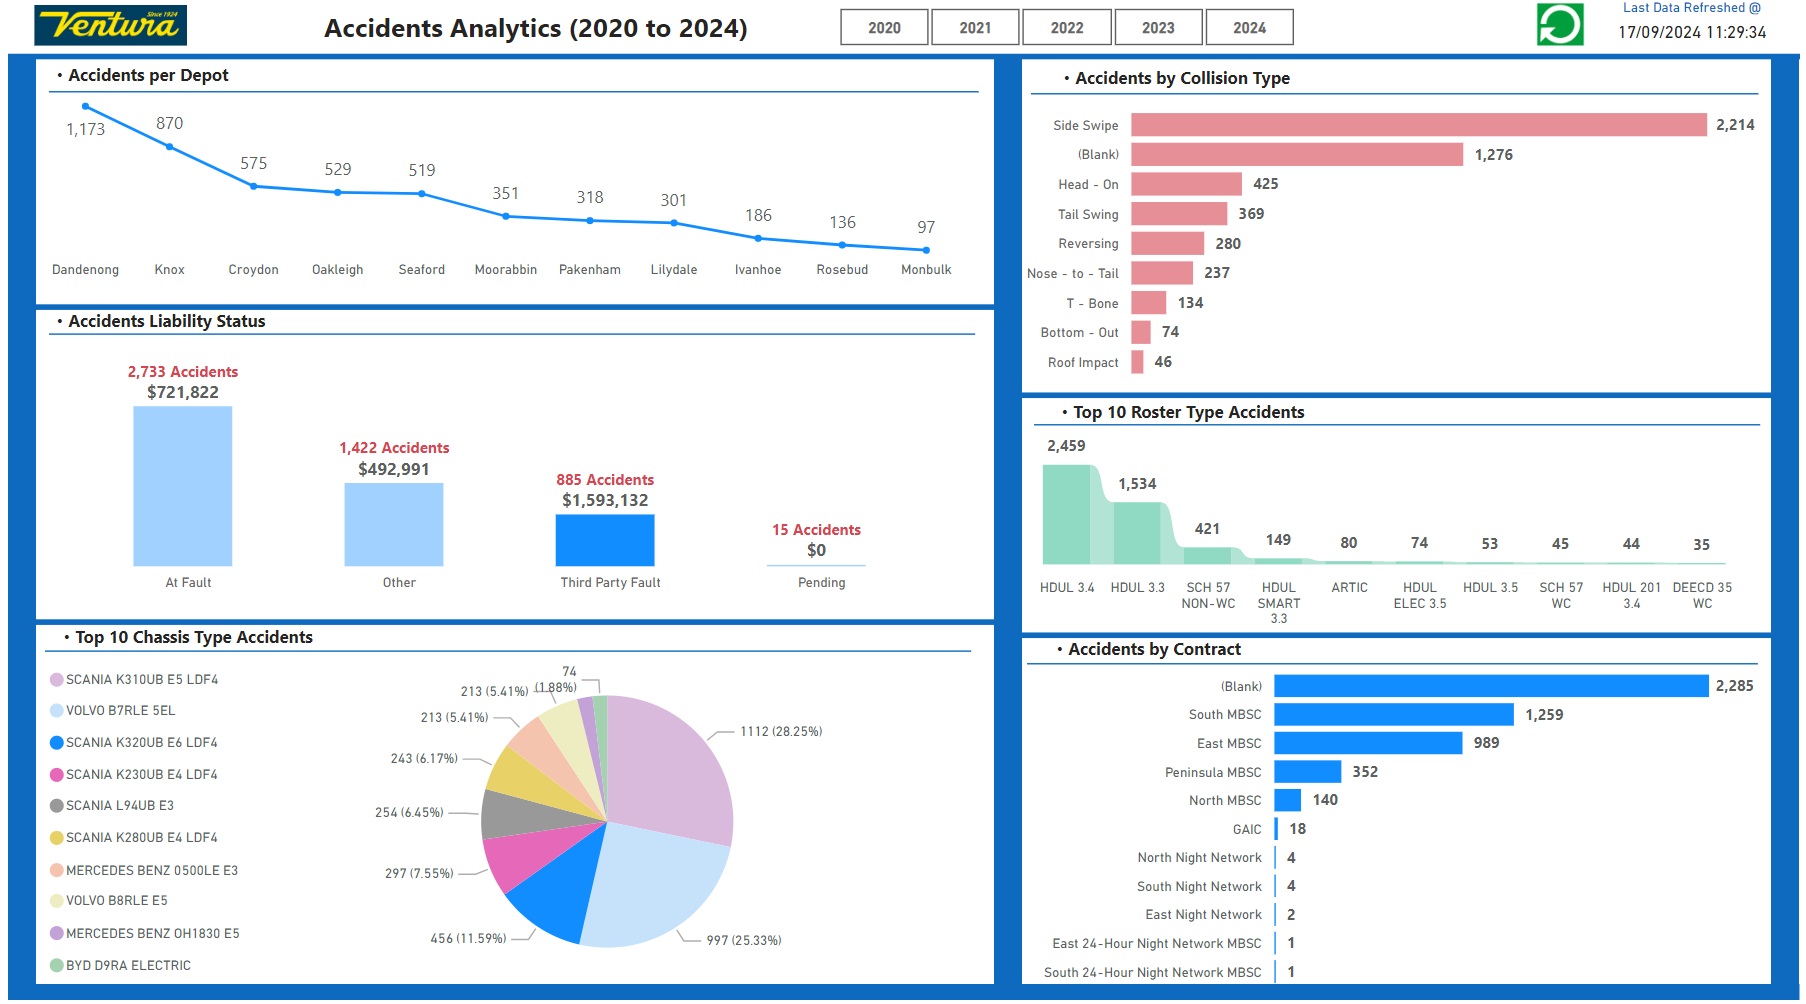 Since 1924
Ventura
Accidents Analytics (2020 to 2024)
2020
2021
2022
2023
2024
Last Data Refreshed @
17/09/2024 11:29:34
• Accidents per Depot
1,173
870
575
529
519
351
318
301
186
136
97
Dandenong
Knox
Croydon
Oakleigh
Seaford
Moorabbin
Pakenham
Lilydale
Ivanhoe
Rosebud
Monbulk
• Accidents Liability Status
2,733 Accidents
$721,822
1,422 Accidents
$492,991
885 Accidents
$1,593,132
15 Accidents
$0
At Fault
Other
Third Party Fault
Pending
• Top 10 Chassis Type Accidents
SCANIA K310UB E5 LDF4
VOLVO B7RLE 5EL
SCANIA K320UB E6 LDF4
SCANIA K230UB E4 LDF4
SCANIA L94UB E3
SCANIA K280UB E4 LDF4
MERCEDES BENZ 0500LE E3
VOLVO B8RLE E5
MERCEDES BENZ OH1830 E5
BYD D9RA ELECTRIC
74
(1.88%)
213 (5.41%)
213 (5.41%)
243 (6.17%)
254 (6.45%)
297 (7.55%)
456 (11.59%)
997 (25.33%)
1112 (28.25%)
• Accidents by Collision Type
Side Swipe 2,214
(Blank) 1,276
Head - On 425
Tail Swing 369
Reversing 280
Nose - to - Tail 237
T - Bone 134
Bottom - Out 74
Roof Impact 46
• Top 10 Roster Type Accidents
2,459
1,534
421
149
80
74
53
45
44
35
HDUL 3.4
HDUL 3.3
SCH 57
NON-WC
HDUL
SMART
3.3
ARTIC
HDUL
ELEC 3.5
HDUL 3.5
SCH 57
WC
HDUL 201
3.4
DEECD 35
WC
• Accidents by Contract
(Blank) 2,285
South MBSC 1,259
East MBSC 989
Peninsula MBSC 352
North MBSC 140
GAIC 18
North Night Network 4
South Night Network 4
East Night Network 2
East 24-Hour Night Network MBSC 1
South 24-Hour Night Network MBSC 1